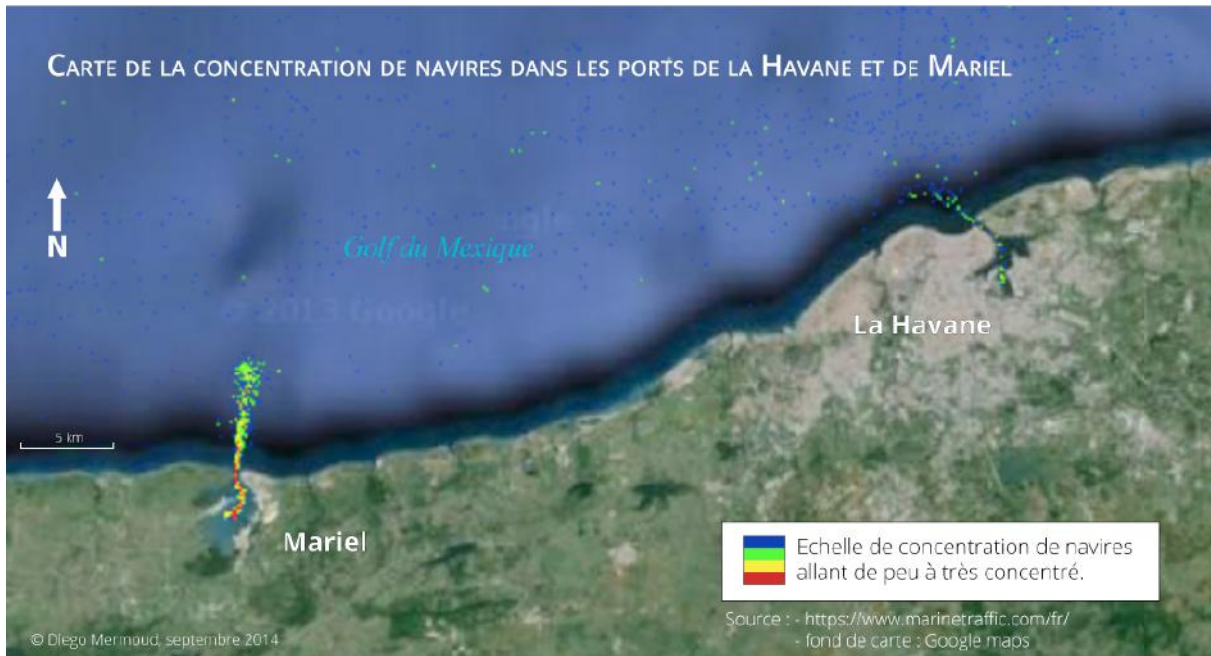 CARTE DE LA CONCENTRATION DE NAVIRES DANS LES PORTS DE LA HAVANE ET DE MARIEL
N
Golf du Mexique
© 2013 Google
La Havane
5 km
Mariel
Echelle de concentration de navires
allant de peu à très concentré.
Source : - https://www.marinetraffic.com/fr/
- fond de carte : Google maps
© Diego Mermoud, septembre 2014